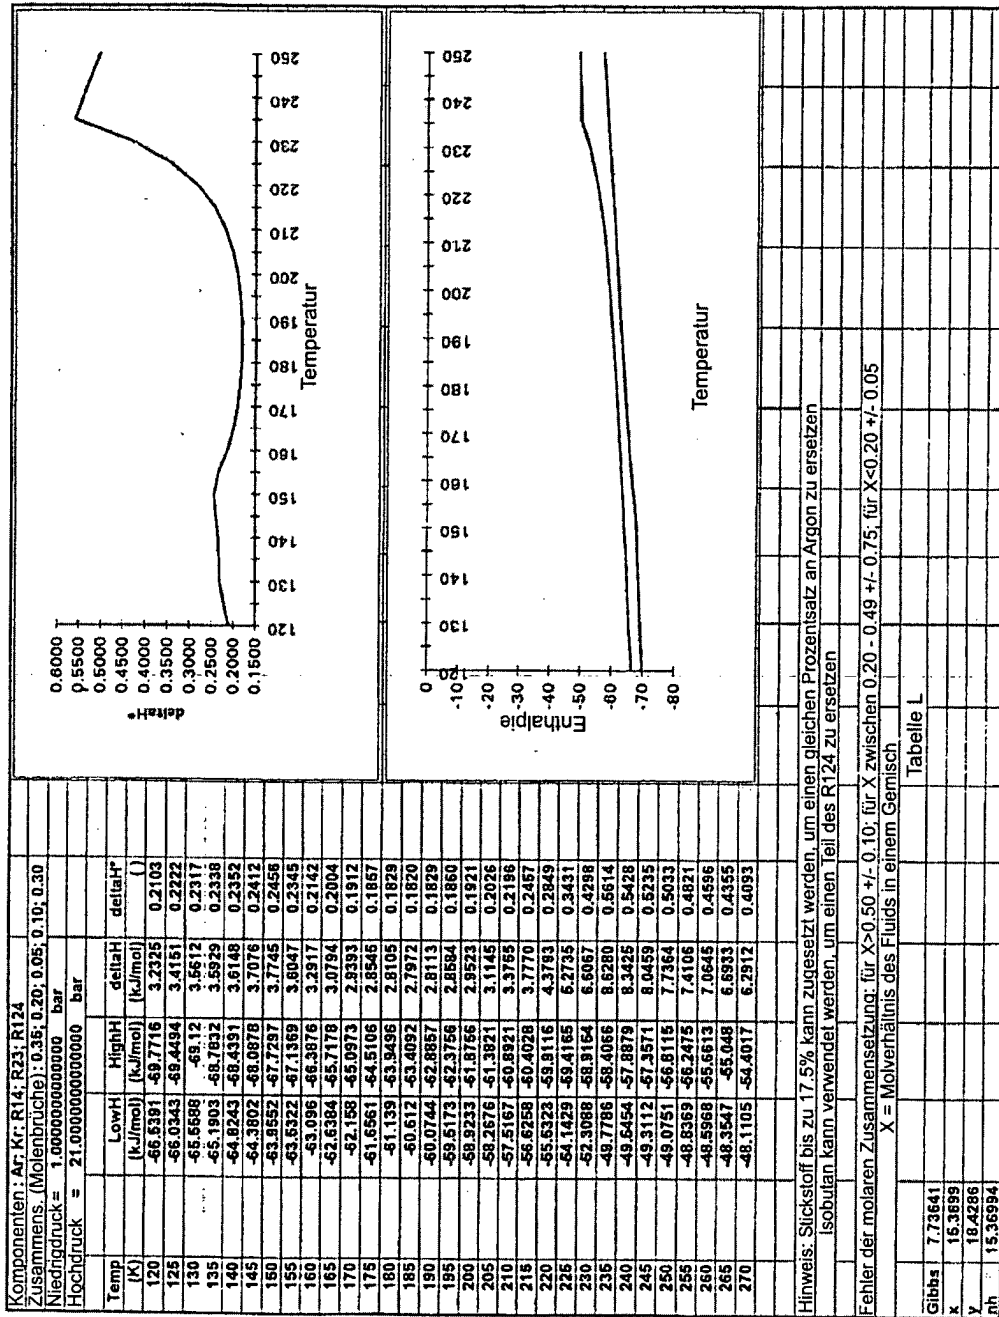 Komponenten : Ar; Kr; R14; R23; R124
Zusammens. (Molenbrüche) : 0.35; 0.20; 0.05; 0.10; 0.30
Niedrigdruck = 1.00000000000000 bar
Hochdruck = 21.0000000000000 bar
Temp LowH HighH deltaH deltaH*
(K) (kJ/mol) (kJ/mol) (kJ/mol) ( )
120 -66.5391 -69.7716 3.2325 0.2103
125 -66.0343 -69.4494 3.4151 0.2222
130 -65.5588 -69.12 3.5612 0.2317
135 -65.1903 -68.7832 3.5929 0.2338
140 -64.8243 -68.4391 3.6148 0.2352
145 -64.3802 -68.0878 3.7076 0.2412
150 -63.9552 -67.7297 3.7745 0.2456
155 -63.5322 -67.1369 3.6047 0.2345
160 -63.096 -66.3876 3.2917 0.2142
165 -62.6384 -65.7178 3.0794 0.2004
170 -62.158 -65.0973 2.9393 0.1912
175 -61.6561 -64.5106 2.8545 0.1857
180 -61.139 -63.9496 2.8105 0.1829
185 -60.612 -63.4092 2.7972 0.1820
190 -60.0744 -62.8857 2.8113 0.1829
195 -59.5173 -62.3756 2.8584 0.1860
200 -58.9233 -61.8756 2.9523 0.1921
205 -58.2676 -61.3821 3.1145 0.2026
210 -57.5167 -60.8921 3.3755 0.2196
215 -56.6258 -60.4028 3.7770 0.2457
220 -55.5323 -59.9116 4.3793 0.2849
225 -54.1429 -59.4165 5.2735 0.3431
230 -52.3098 -58.9164 6.6067 0.4298
235 -49.7786 -58.4066 8.6280 0.5614
240 -49.5454 -57.8879 8.3425 0.5428
245 -49.3112 -57.3571 8.0459 0.5235
250 -49.0751 -56.8115 7.7364 0.5033
255 -48.8369 -56.2475 7.4106 0.4821
260 -48.5968 -55.6613 7.0645 0.4596
265 -48.3547 -55.048 6.6933 0.4355
270 -48.1105 -54.4017 6.2912 0.4093
deltaH*
0.6000
0.5500
0.5000
0.4500
0.4000
0.3500
0.3000
0.2500
0.2000
0.1500
120 130 140 150 160 170 180 190 200 210 220 230 240 250
Temperatur
Enthalpie
0
-10
-20
-30
-40
-50
-60
-70
-80
120 130 140 150 160 170 180 190 200 210 220 230 240 250
Temperatur
Hinweis: Stickstoff bis zu 17.5% kann zugesetzt werden, um einen gleichen Prozentsatz an Argon zu ersetzen
Isobutan kann verwendet werden, um einen Teil des R124 zu ersetzen
Fehler der molaren Zusammensetzung: für X>0,50 +/- 0.10; für X zwischen 0.20 - 0.49 +/- 0.75; für X<0.20 +/- 0.05
X = Molverhältnis des Fluids in einem Gemisch
Tabelle L
Gibbs 7.73641
x 15.3699
y 18.4286
nh 15.36994